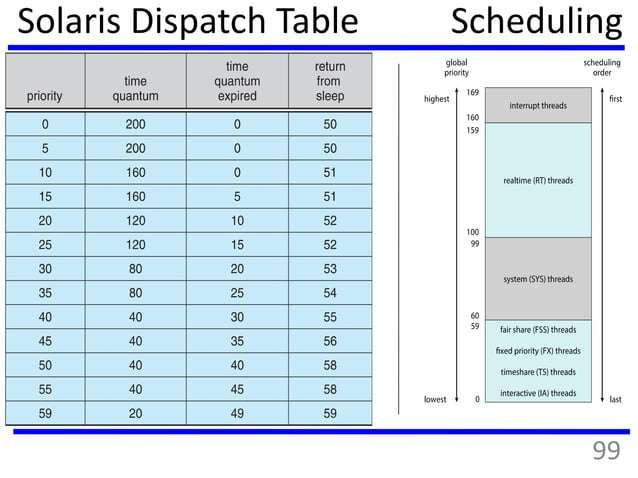 Solaris Dispatch Table Scheduling
priority time quantum time quantum expired return from sleep
0 200 0 50
5 200 0 50
10 160 0 51
15 160 5 51
20 120 10 52
25 120 15 52
30 80 20 53
35 80 25 54
40 40 30 55
45 40 35 56
50 40 40 58
55 40 45 58
59 20 49 59
global priority
scheduling order
highest
169
interrupt threads
first
160
159
realtime (RT) threads
100
99
system (SYS) threads
60
59
fair share (FSS) threads
fixed priority (FX) threads
timeshare (TS) threads
interactive (IA) threads
lowest
0
last
99